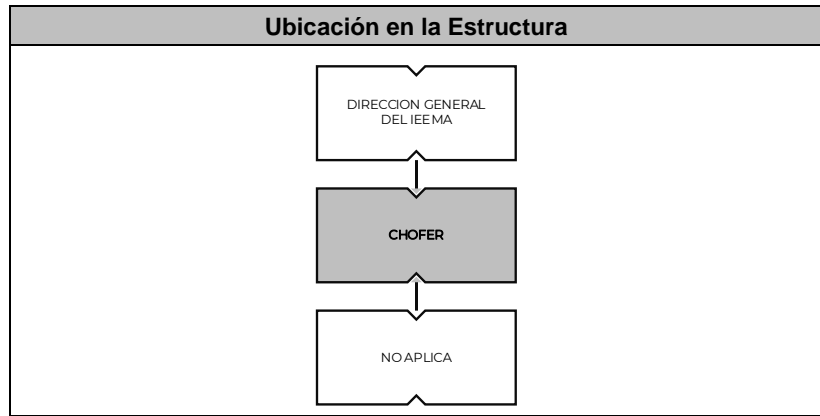 Ubicación en la Estructura
DIRECCION GENERAL
DEL IEEMA
CHOFER
NO APLICA